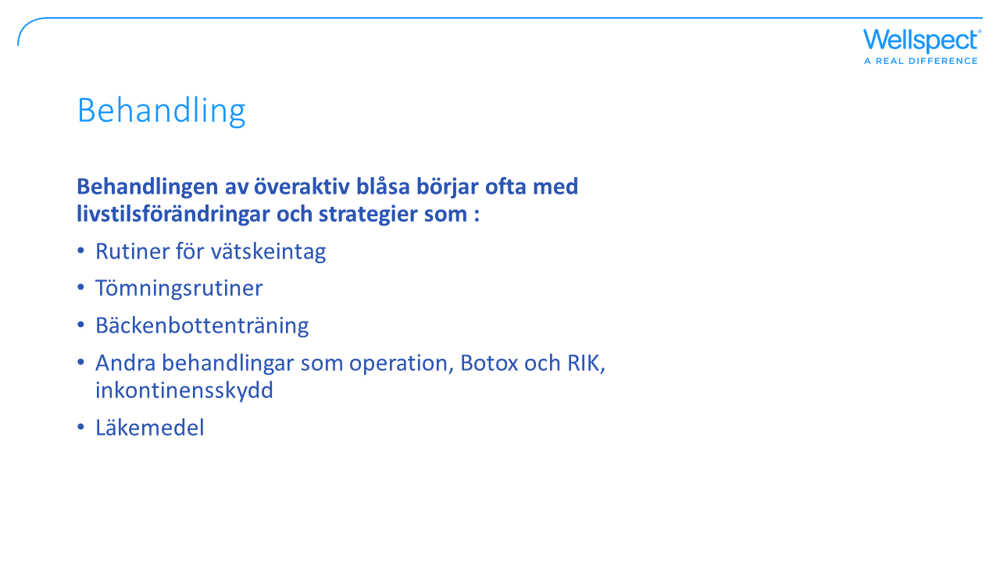 Wellspect®
A REAL DIFFERENCE
Behandling
Behandlingen av överaktiv blåsa börjar ofta med
livstilsförändringar och strategier som :
• Rutiner för vätskeintag
• Tömningsrutiner
• Bäckenbottenträning
• Andra behandlingar som operation, Botox och RIK,
inkontinensskydd
• Läkemedel